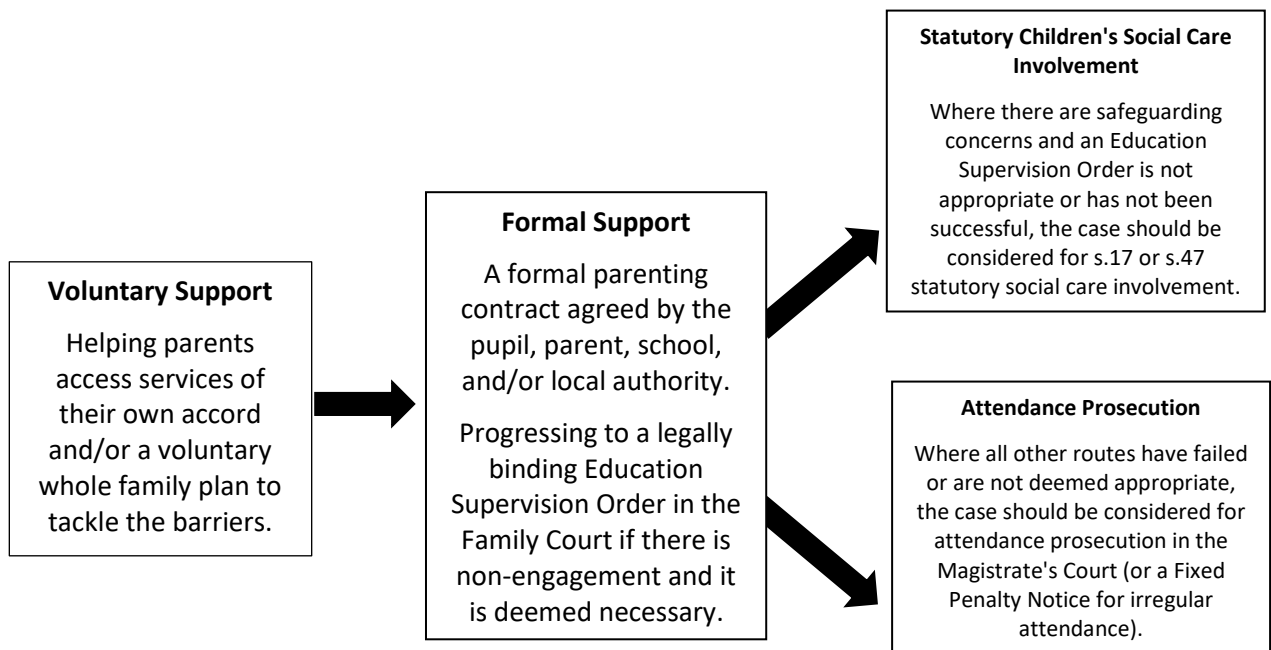 Voluntary Support
Helping parents
access services of
their own accord
and/or a voluntary
whole family plan to
tackle the barriers.
Formal Support
A formal parenting
contract agreed by the
pupil, parent, school,
and/or local authority.
Progressing to a legally
binding Education
Supervision Order in the
Family Court if there is
non-engagement and it
is deemed necessary.
Statutory Children's Social Care
Involvement
Where there are safeguarding
concerns and an Education
Supervision Order is not
appropriate or has not been
successful, the case should be
considered for s.17 or s.47
statutory social care involvement.
Attendance Prosecution
Where all other routes have failed
or are not deemed appropriate,
the case should be considered for
attendance prosecution in the
Magistrate's Court (or a Fixed
Penalty Notice for irregular
attendance).